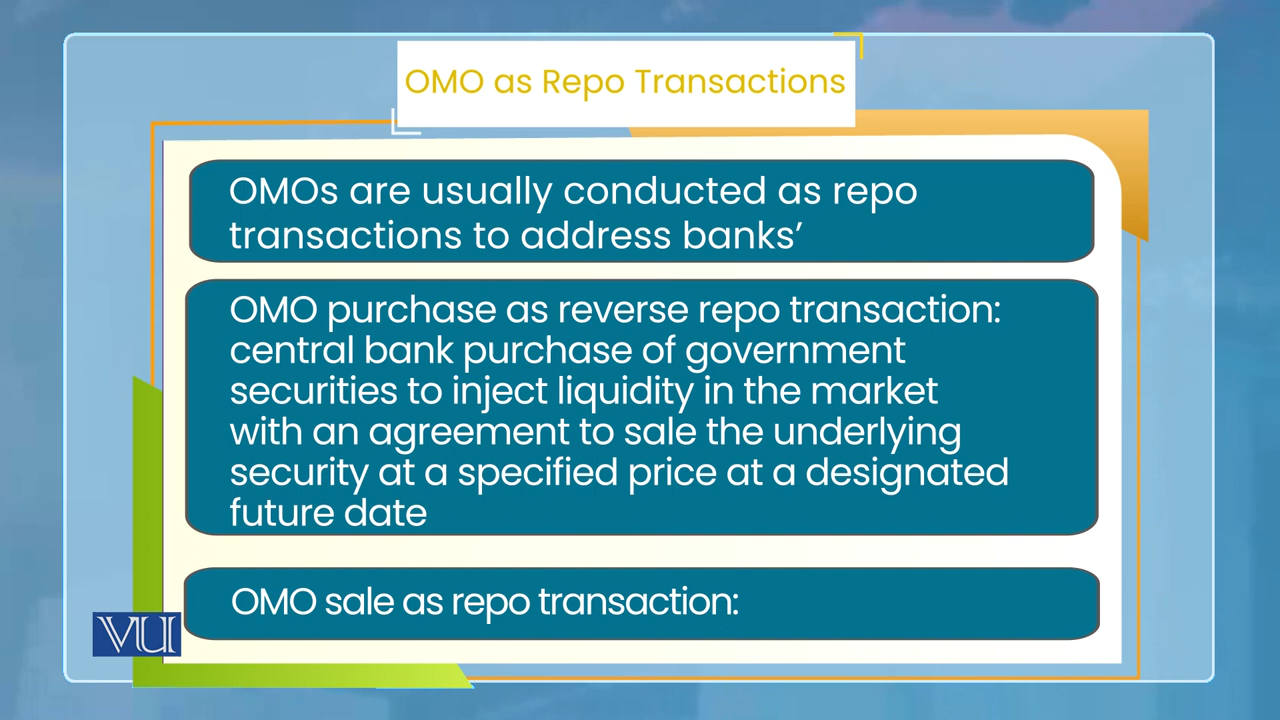 OMO as Repo Transactions
OMOs are usually conducted as repo
transactions to address banks’
OMO purchase as reverse repo transaction:
central bank purchase of government
securities to inject liquidity in the market
with an agreement to sale the underlying
security at a specified price at a designated
future date
OMO sale as repo transaction:
VU